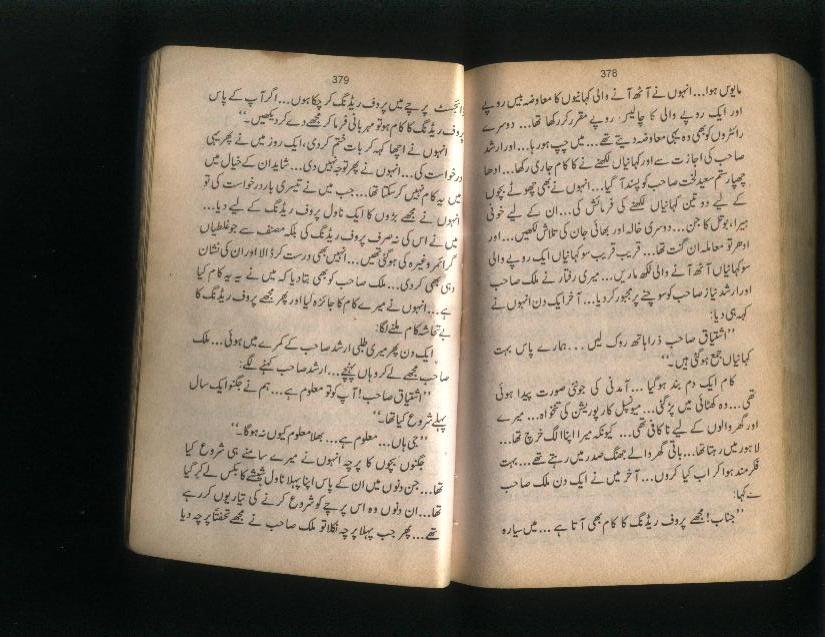 378
مایوس ہوا... انہوں نے آٹھ آنے والی کہانیوں کا معاوضہ بیس روپے
اور ایک روپے والی کا چالیس روپے مقرر کر رکھا تھا... دوسرے
رائٹروں کو بھی وہ یہی معاوضہ دیتے تھے... میں چپ ہو رہا... اور ارشد
صاحب کی اجازت سے اور کہانیاں لکھنے کا کام جاری رکھا... ادھا
چھاپا رستم سعید لخت صاحب کو پسند آ گیا... انہوں نے بھی چھوٹے بچوں
کے لیے دو تین کہانیاں لکھنے کی فرمائش کی... ان کے لیے خونی
ہیرا، بوتل کا جن... دوسری خالہ اور بھائی جان کی تلاش لکھیں... اور
ادھر تو معاملہ ان گنت تھا... قریب قریب سو کہانیاں ایک روپے والی
سو کہانیاں آٹھ آنے والی لکھ ماریں... میری رفتار نے ملک صاحب
اور ارشد نیاز صاحب کو سوچنے پر مجبور کر دیا... آخر ایک دن انہوں نے
کہہ ہی دیا:
”اشتیاق صاحب ذرا ہاتھ روک لیں... ہمارے پاس بہت
کہانیاں جمع ہو گئی ہیں۔“
کام ایک دم بند ہو گیا... آمدنی کی جو نئی صورت پیدا ہوئی
تھی... وہ کھٹائی میں پڑ گئی... میونسپل کارپوریشن کی تنخواہ... میرے
اور گھر والوں کے لیے ناکافی تھی... کیونکہ میرا اپنا الگ خرچ تھا...
لاہور میں رہتا تھا... باقی گھر والے جھنگ صدر میں رہتے تھے... بہت
فکر مند ہوا کر اب کیا کروں... آخر میں نے ایک دن ملک صاحب
سے کہا:
”جناب! مجھے پروف ریڈنگ کا کام بھی آتا ہے... میں سیارہ
379
ڈائجسٹ پرچے میں پروف ریڈنگ کر چکا ہوں... اگر آپ کے پاس
پروف ریڈنگ کا کام ہو تو مہربانی فرما کر مجھے دے کر دیکھیں۔“
انہوں نے اچھا کہہ کر بات ختم کر دی، ایک روز میں نے پھر یہی
درخواست کی... انہوں نے پھر توجہ نہیں دی... شاید ان کے خیال میں
میں یہ کام نہیں کر سکتا تھا... جب میں نے تیسری بار درخواست کی تو
انہوں نے مجھے بڑوں کا ایک ناول پروف ریڈنگ کے لیے دیا...
میں نے اس کی نہ صرف پروف ریڈنگ کی بلکہ مصنف سے جو غلطیاں
گرائمر وغیرہ کی ہو گئی تھیں... انہیں بھی درست کر ڈالا اور ان کی نشان
دہی بھی کر دی... ملک صاحب کو بھی بتا دیا کہ میں نے یہ یہ کام کیا
ہے... انہوں نے میرے کام کا جائزہ لیا اور پھر مجھے پروف ریڈنگ کا
بے تحاشہ کام ملنے لگا:
ایک دن پھر میری طلبی ارشد صاحب کے کمرے میں ہوئی... ملک
صاحب مجھے لے کر وہاں پہنچے... ارشد صاحب کہنے لگے:
”اشتیاق صاحب! آپ کو تو معلوم ہے... ہم نے جگنو ایک سال
پہلے شروع کیا تھا۔“
”جی ہاں... معلوم ہے... بھلا معلوم کیوں نہ ہوگا۔“
جگنوں بچوں کا پرچہ انہوں نے میرے سامنے ہی شروع کیا
تھا... جن دنوں میں ان کے پاس اپنا پہلا ناول شیشے کا بکس لے کر گیا
تھا... ان دنوں وہ اس پرچے کو شروع کرنے کی تیاریوں کر رہے
تھے... پھر جب پہلا پرچہ نکلا تو ملک صاحب نے مجھے تحفتاً پرچہ دیا